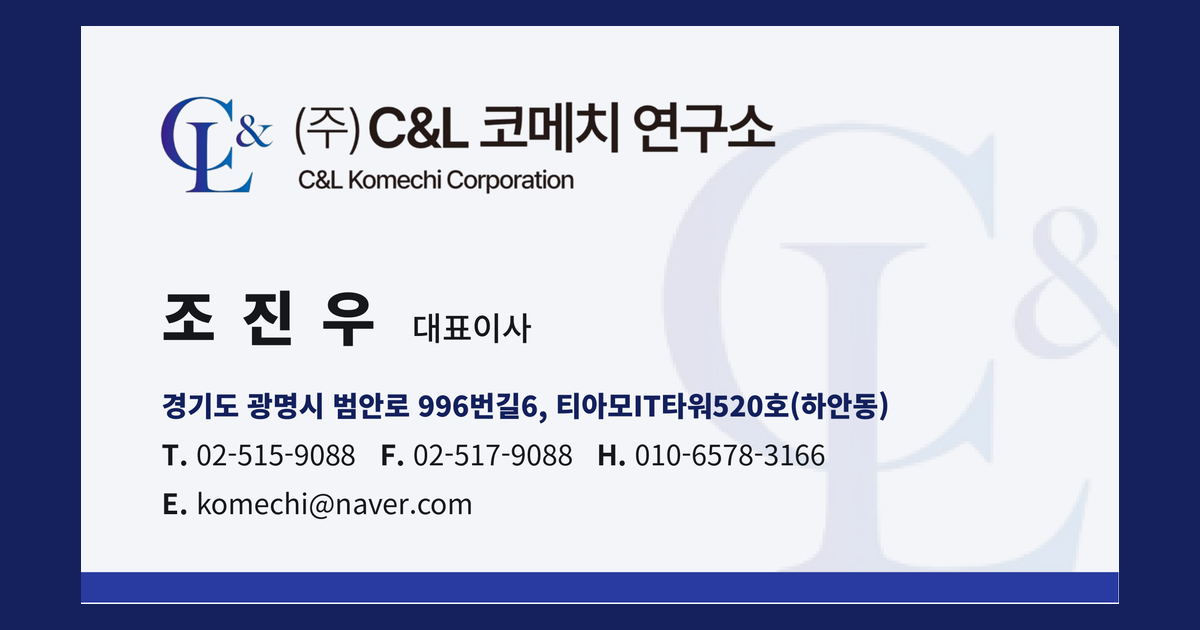 C&L (주)C&L 코메치 연구소
C&L Komechi Corporation
조 진 우 대표이사
경기도 광명시 범안로 996번길6, 티아모IT타워520호(하안동)
T. 02-515-9088 F. 02-517-9088 H. 010-6578-3166
E. komechi@naver.com
CL&